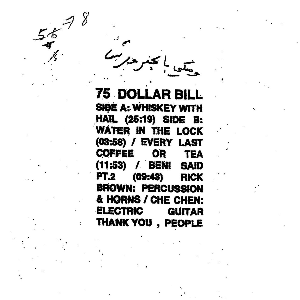 75 DOLLAR BILL
SIDE A: WHISKEY WITH
HAIL (25:19) SIDE B:
WATER IN THE LOCK
(03:58) / EVERY LAST
COFFEE OR TEA
(11:53) / BENI SAID
PT.2 (09:43) RICK
BROWN: PERCUSSION
& HORNS / CHE CHEN:
ELECTRIC GUITAR
THANK YOU , PEOPLE